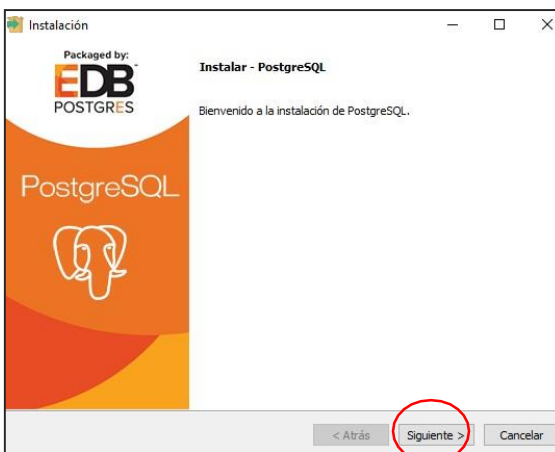 Instalación
Packaged by:
EDB
POSTGRES
Instalar - PostgreSQL
Bienvenido a la instalación de PostgreSQL.
PostgreSQL
< Atrás
Siguiente >
Cancelar